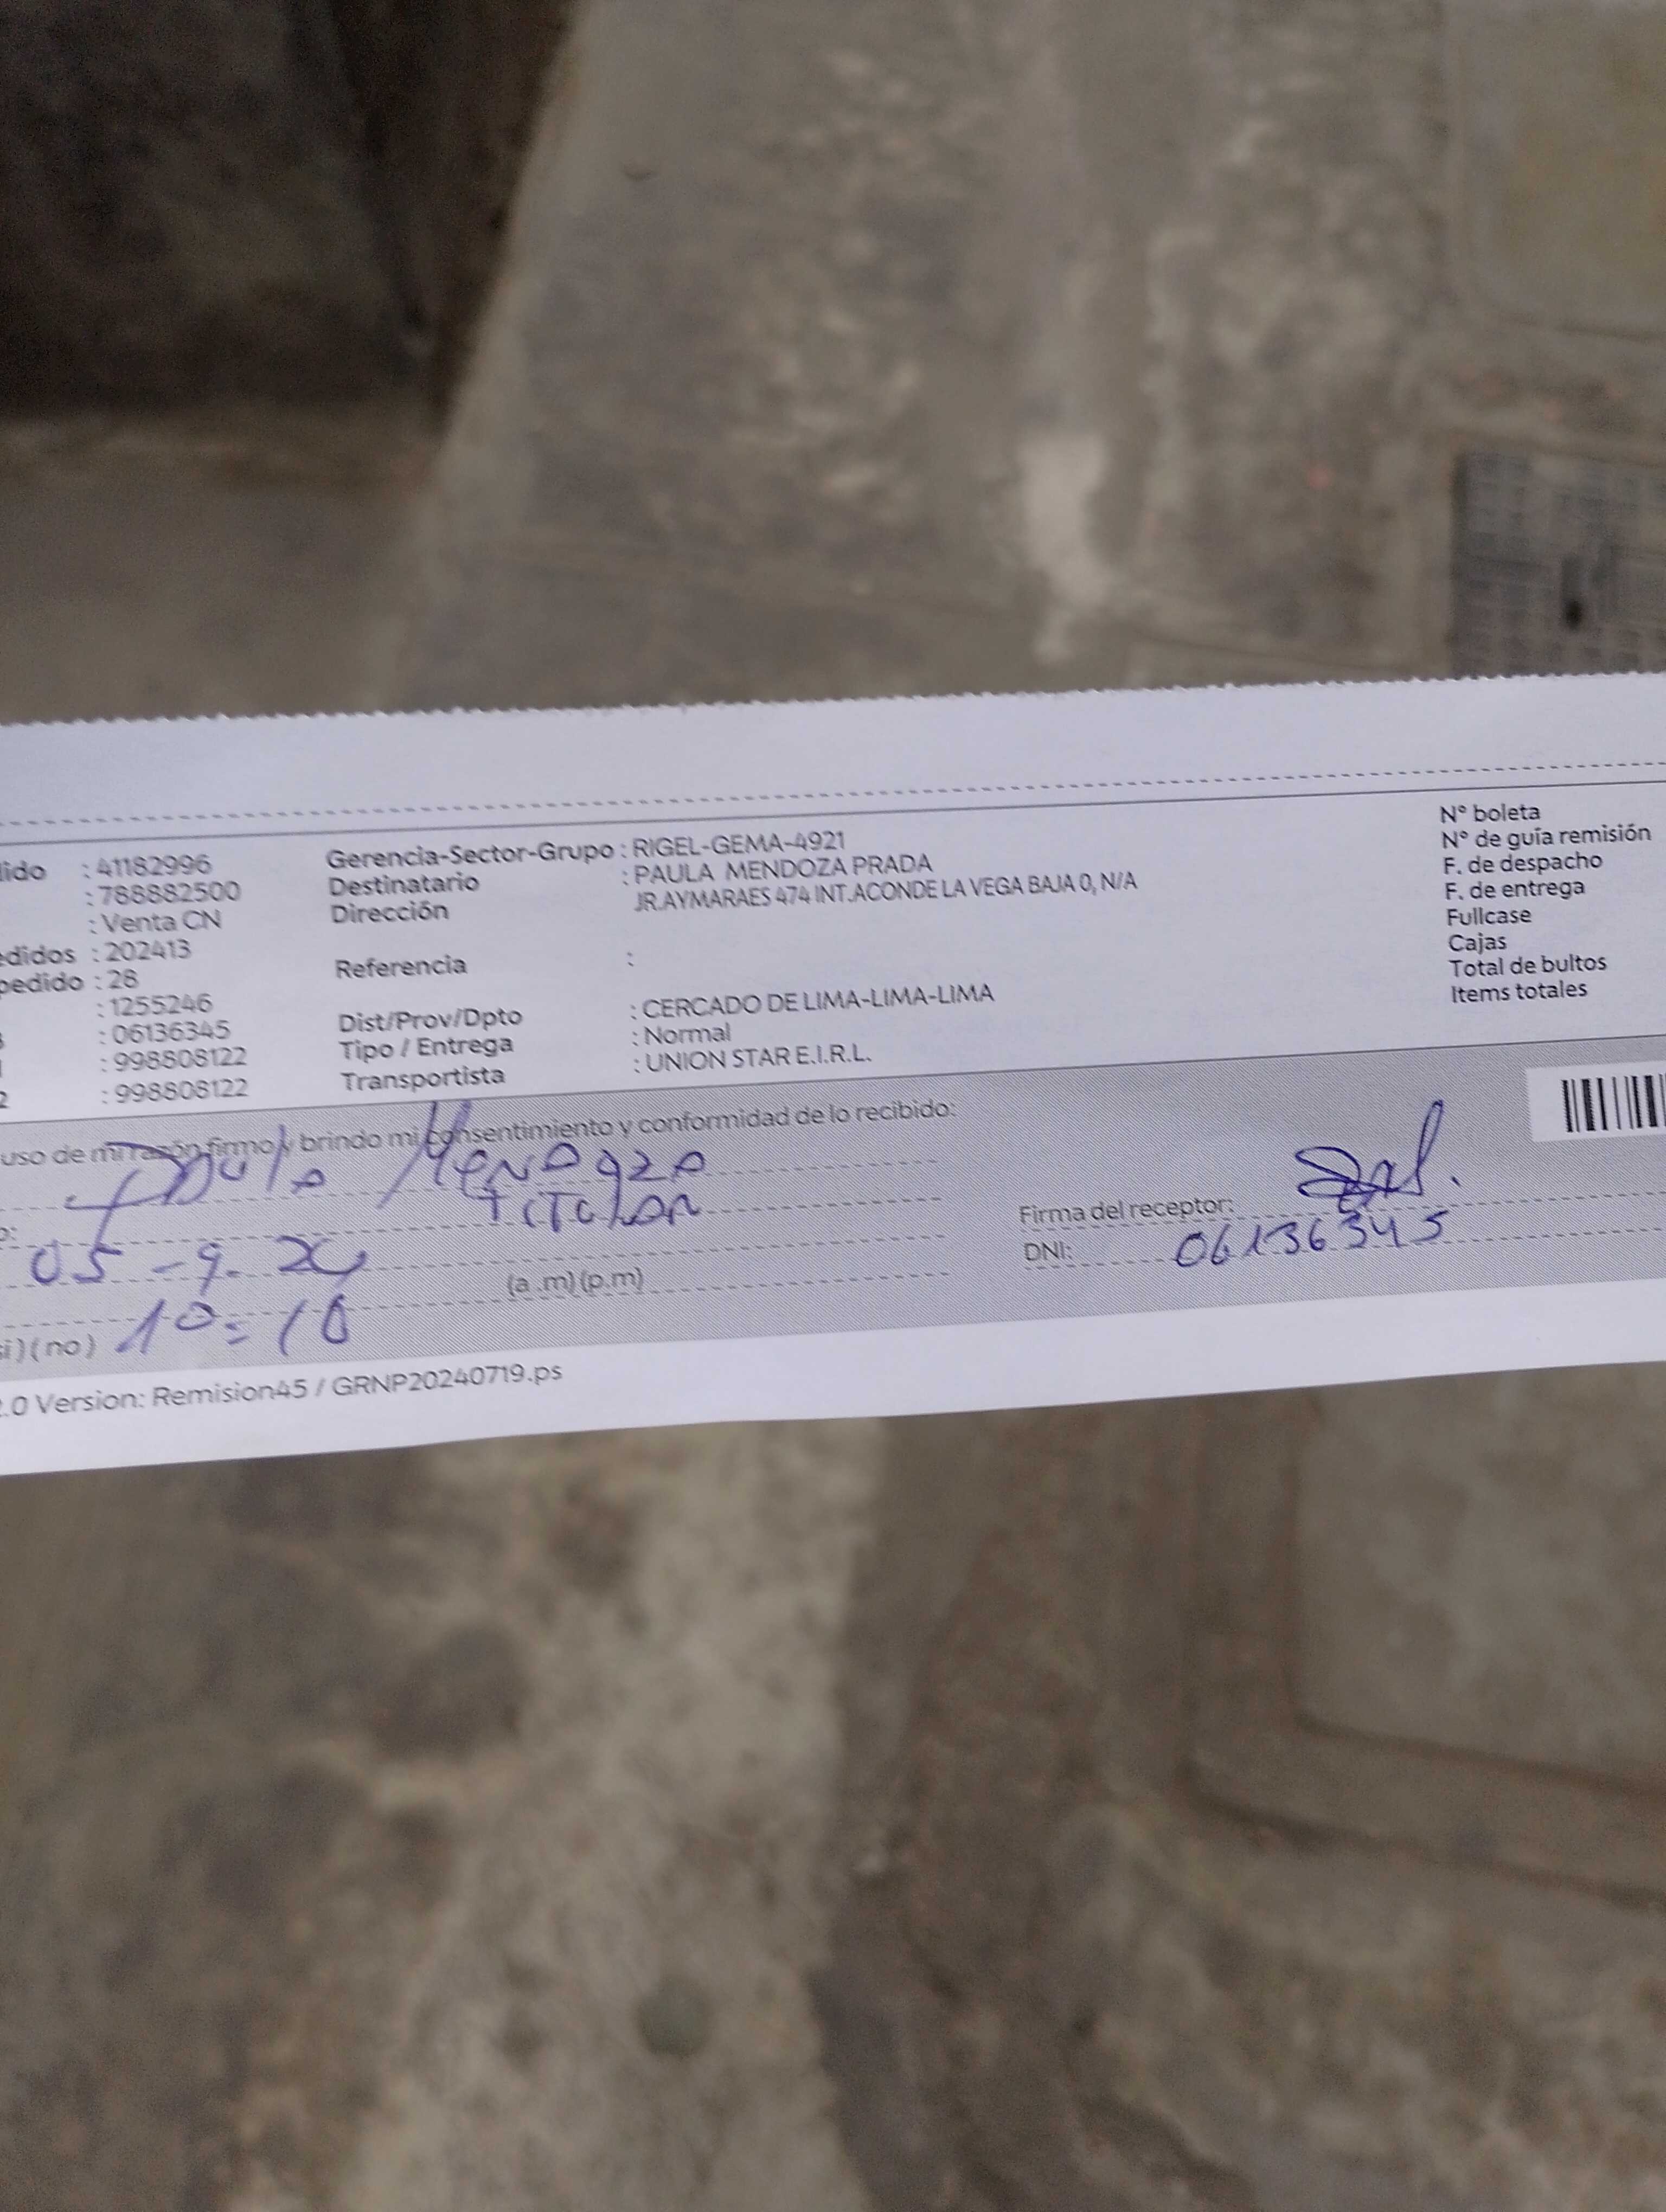 dido : 41182996
: 788882500
: Venta CN
edidos : 202413
pedido : 28
: 1255246
: 06136345
: 998808122
2 : 998808122
Gerencia-Sector-Grupo : RIGEL-GEMA-4921
Destinatario : PAULA MENDOZA PRADA
Dirección JR.AYMARAES 474 INT.ACONDE LA VEGA BAJA 0, N/A
Referencia :
Dist/Prov/Dpto : CERCADO DE LIMA-LIMA-LIMA
Tipo / Entrega : Normal
Transportista : UNION STAR E.I.R.L.
N° boleta
N° de guía remisión
F. de despacho
F. de entrega
Fullcase
Cajas
Total de bultos
Items totales
uso de mi razón firmo y brindo mi consentimiento y conformidad de lo recibido:
Paula Mendoza
Titular
o:
05-9-24
(a .m) (p.m)
si) ( no ) 10:10
Firma del receptor:
DNI: 06136345
2.0 Version: Remision45 / GRNP20240719.ps